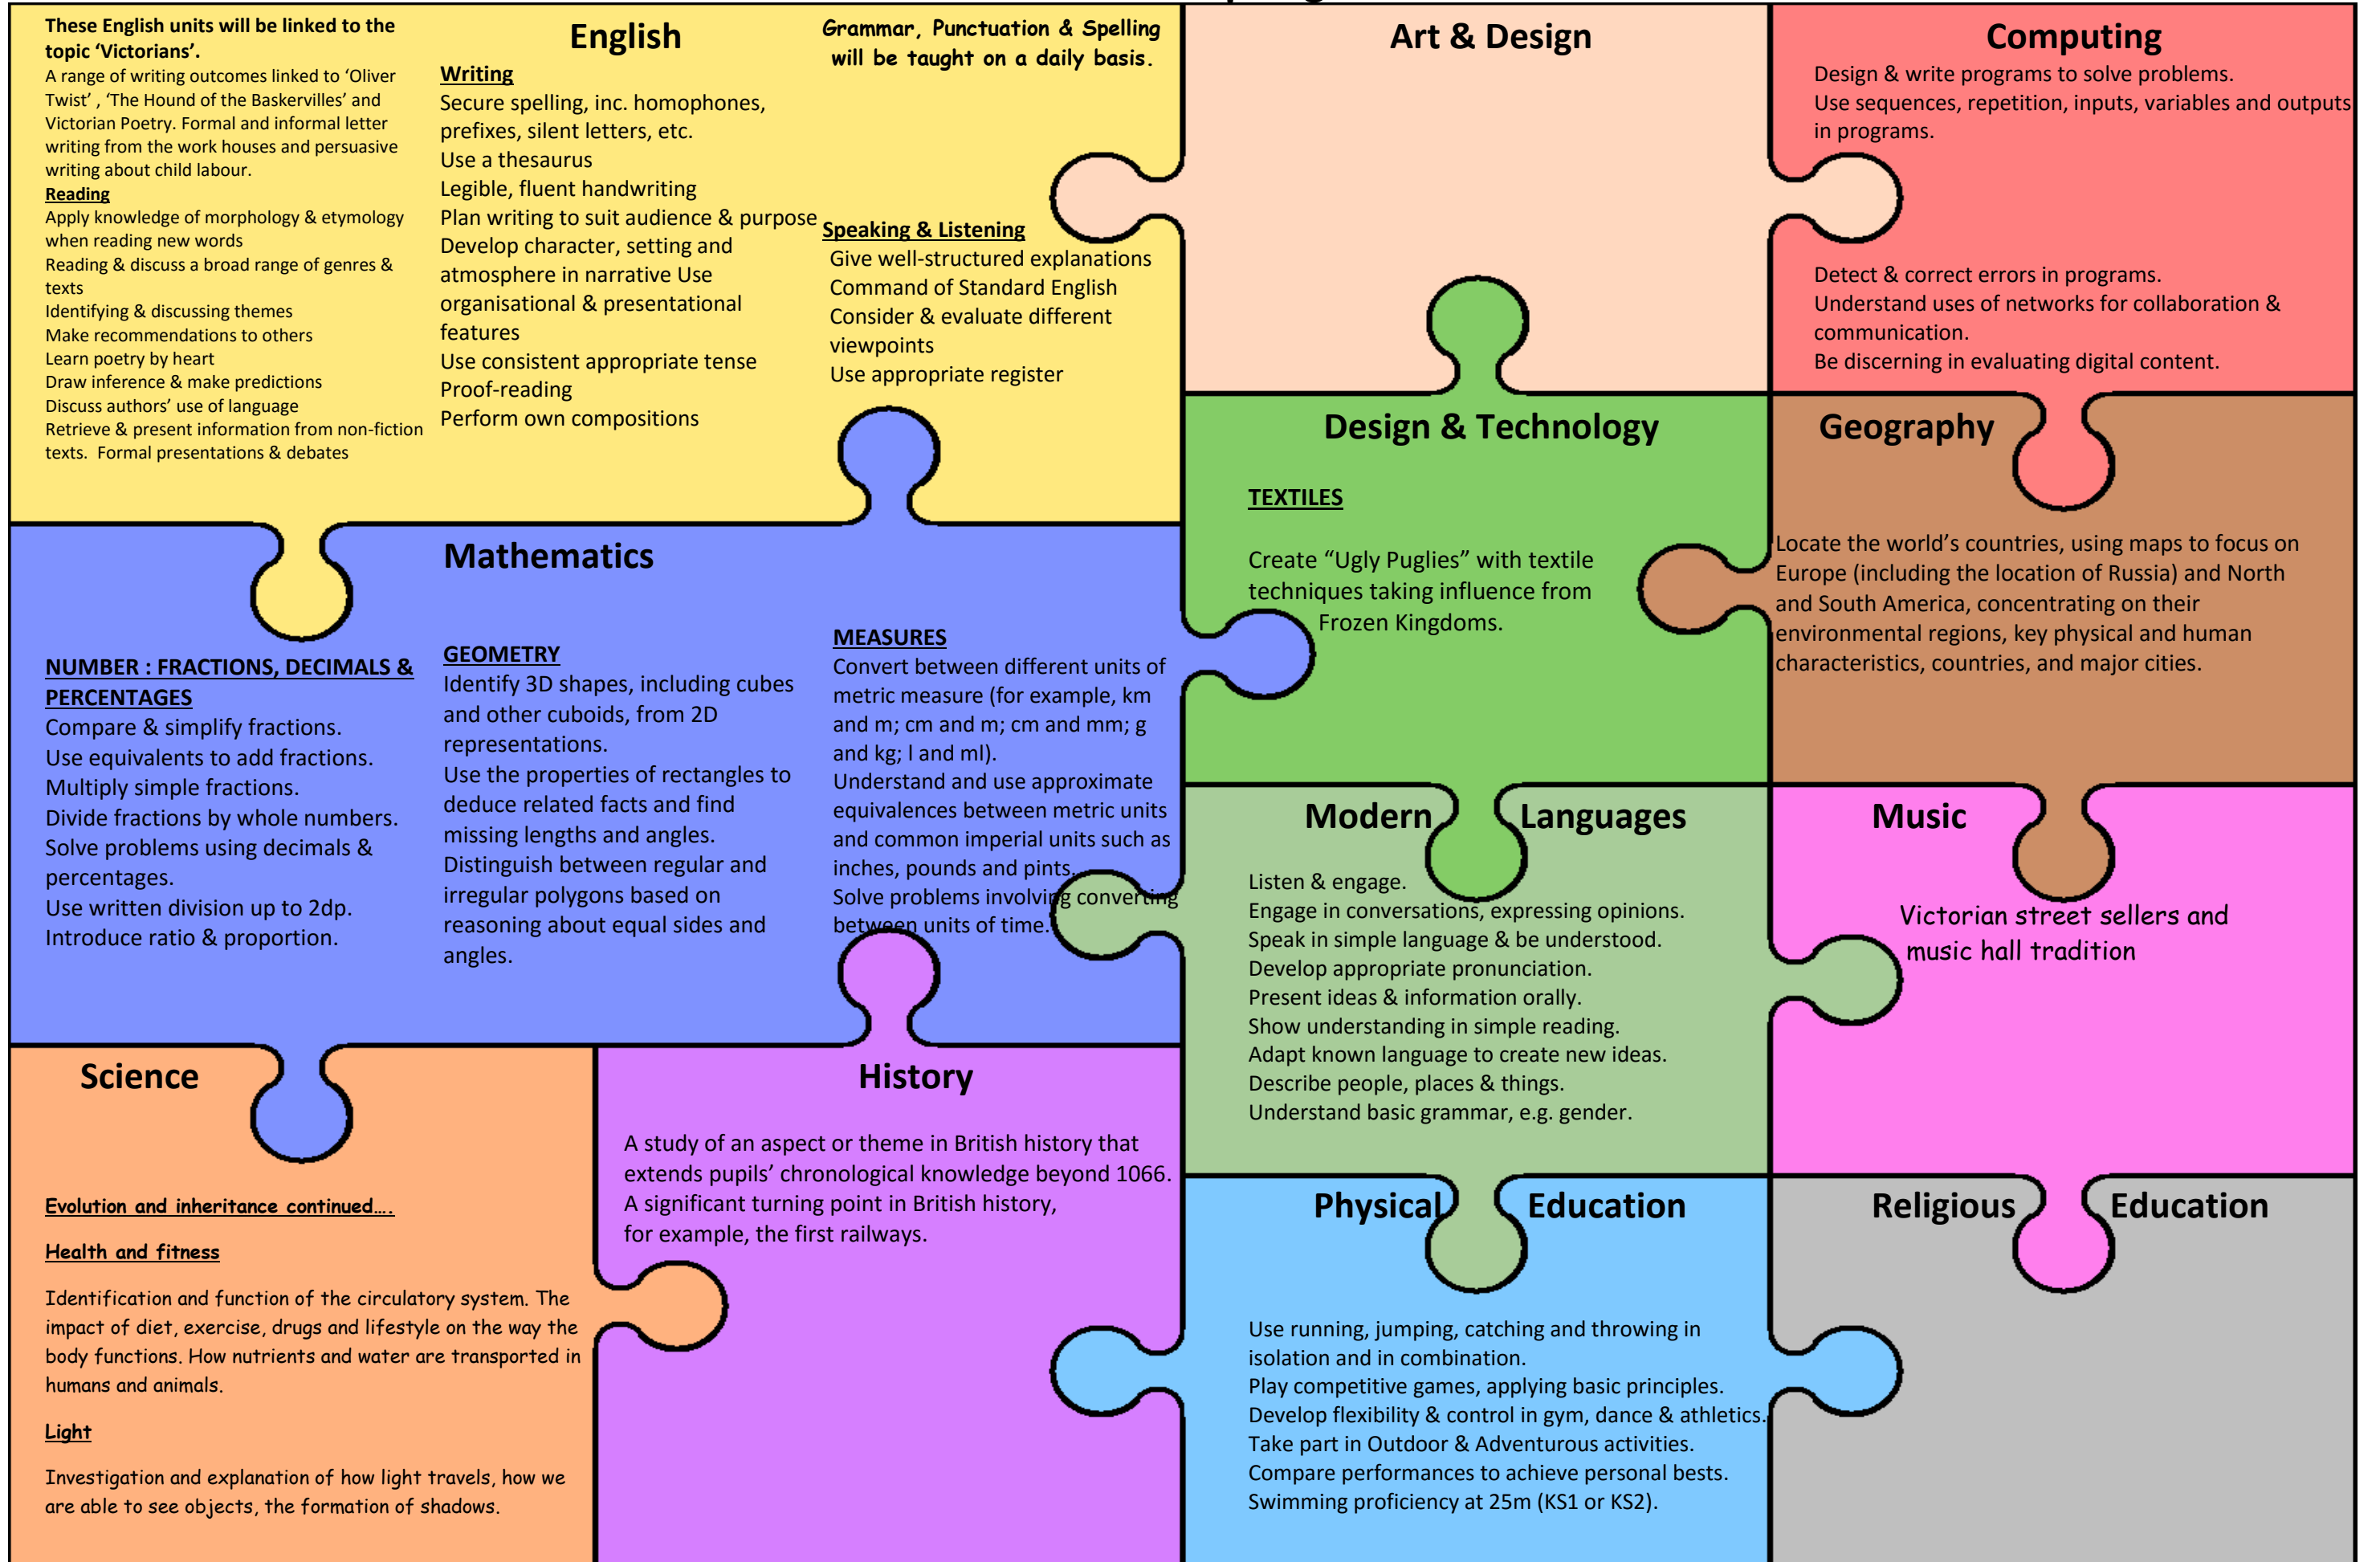 These English units will be linked to the
topic ‘Victorians’.
A range of writing outcomes linked to ‘Oliver
Twist’ , ‘The Hound of the Baskervilles’ and
Victorian Poetry. Formal and informal letter
writing from the work houses and persuasive
writing about child labour.
Reading
Apply knowledge of morphology & etymology
when reading new words
Reading & discuss a broad range of genres &
texts
Identifying & discussing themes
Make recommendations to others
Learn poetry by heart
Draw inference & make predictions
Discuss authors’ use of language
Retrieve & present information from non-fiction
texts.  Formal presentations & debates
English
Writing
Secure spelling, inc. homophones,
prefixes, silent letters, etc.
Use a thesaurus
Legible, fluent handwriting
Plan writing to suit audience & purpose
Develop character, setting and
atmosphere in narrative Use
organisational & presentational
features
Use consistent appropriate tense
Proof-reading
Perform own compositions
Grammar, Punctuation & Spelling
will be taught on a daily basis.
Speaking & Listening
Give well-structured explanations
Command of Standard English
Consider & evaluate different
viewpoints
Use appropriate register
Art & Design
Computing
Design & write programs to solve problems.
Use sequences, repetition, inputs, variables and outputs
in programs.
Detect & correct errors in programs.
Understand uses of networks for collaboration &
communication.
Be discerning in evaluating digital content.
Design & Technology
TEXTILES
Create “Ugly Puglies” with textile
techniques taking influence from
Frozen Kingdoms.
Geography
Locate the world’s countries, using maps to focus on
Europe (including the location of Russia) and North
and South America, concentrating on their
environmental regions, key physical and human
characteristics, countries, and major cities.
Mathematics
NUMBER : FRACTIONS, DECIMALS &
PERCENTAGES
Compare & simplify fractions.
Use equivalents to add fractions.
Multiply simple fractions.
Divide fractions by whole numbers.
Solve problems using decimals &
percentages.
Use written division up to 2dp.
Introduce ratio & proportion.
GEOMETRY
Identify 3D shapes, including cubes
and other cuboids, from 2D
representations.
Use the properties of rectangles to
deduce related facts and find
missing lengths and angles.
Distinguish between regular and
irregular polygons based on
reasoning about equal sides and
angles.
MEASURES
Convert between different units of
metric measure (for example, km
and m; cm and m; cm and mm; g
and kg; l and ml).
Understand and use approximate
equivalences between metric units
and common imperial units such as
inches, pounds and pints.
Solve problems involving converting
between units of time.
Modern Languages
Listen & engage.
Engage in conversations, expressing opinions.
Speak in simple language & be understood.
Develop appropriate pronunciation.
Present ideas & information orally.
Show understanding in simple reading.
Adapt known language to create new ideas.
Describe people, places & things.
Understand basic grammar, e.g. gender.
Music
Victorian street sellers and
music hall tradition
Science
Evolution and inheritance continued….
Health and fitness
Identification and function of the circulatory system. The
impact of diet, exercise, drugs and lifestyle on the way the
body functions. How nutrients and water are transported in
humans and animals.
Light
Investigation and explanation of how light travels, how we
are able to see objects, the formation of shadows.
History
A study of an aspect or theme in British history that
extends pupils’ chronological knowledge beyond 1066.
A significant turning point in British history,
for example, the first railways.
Physical Education
Use running, jumping, catching and throwing in
isolation and in combination.
Play competitive games, applying basic principles.
Develop flexibility & control in gym, dance & athletics.
Take part in Outdoor & Adventurous activities.
Compare performances to achieve personal bests.
Swimming proficiency at 25m (KS1 or KS2).
Religious Education